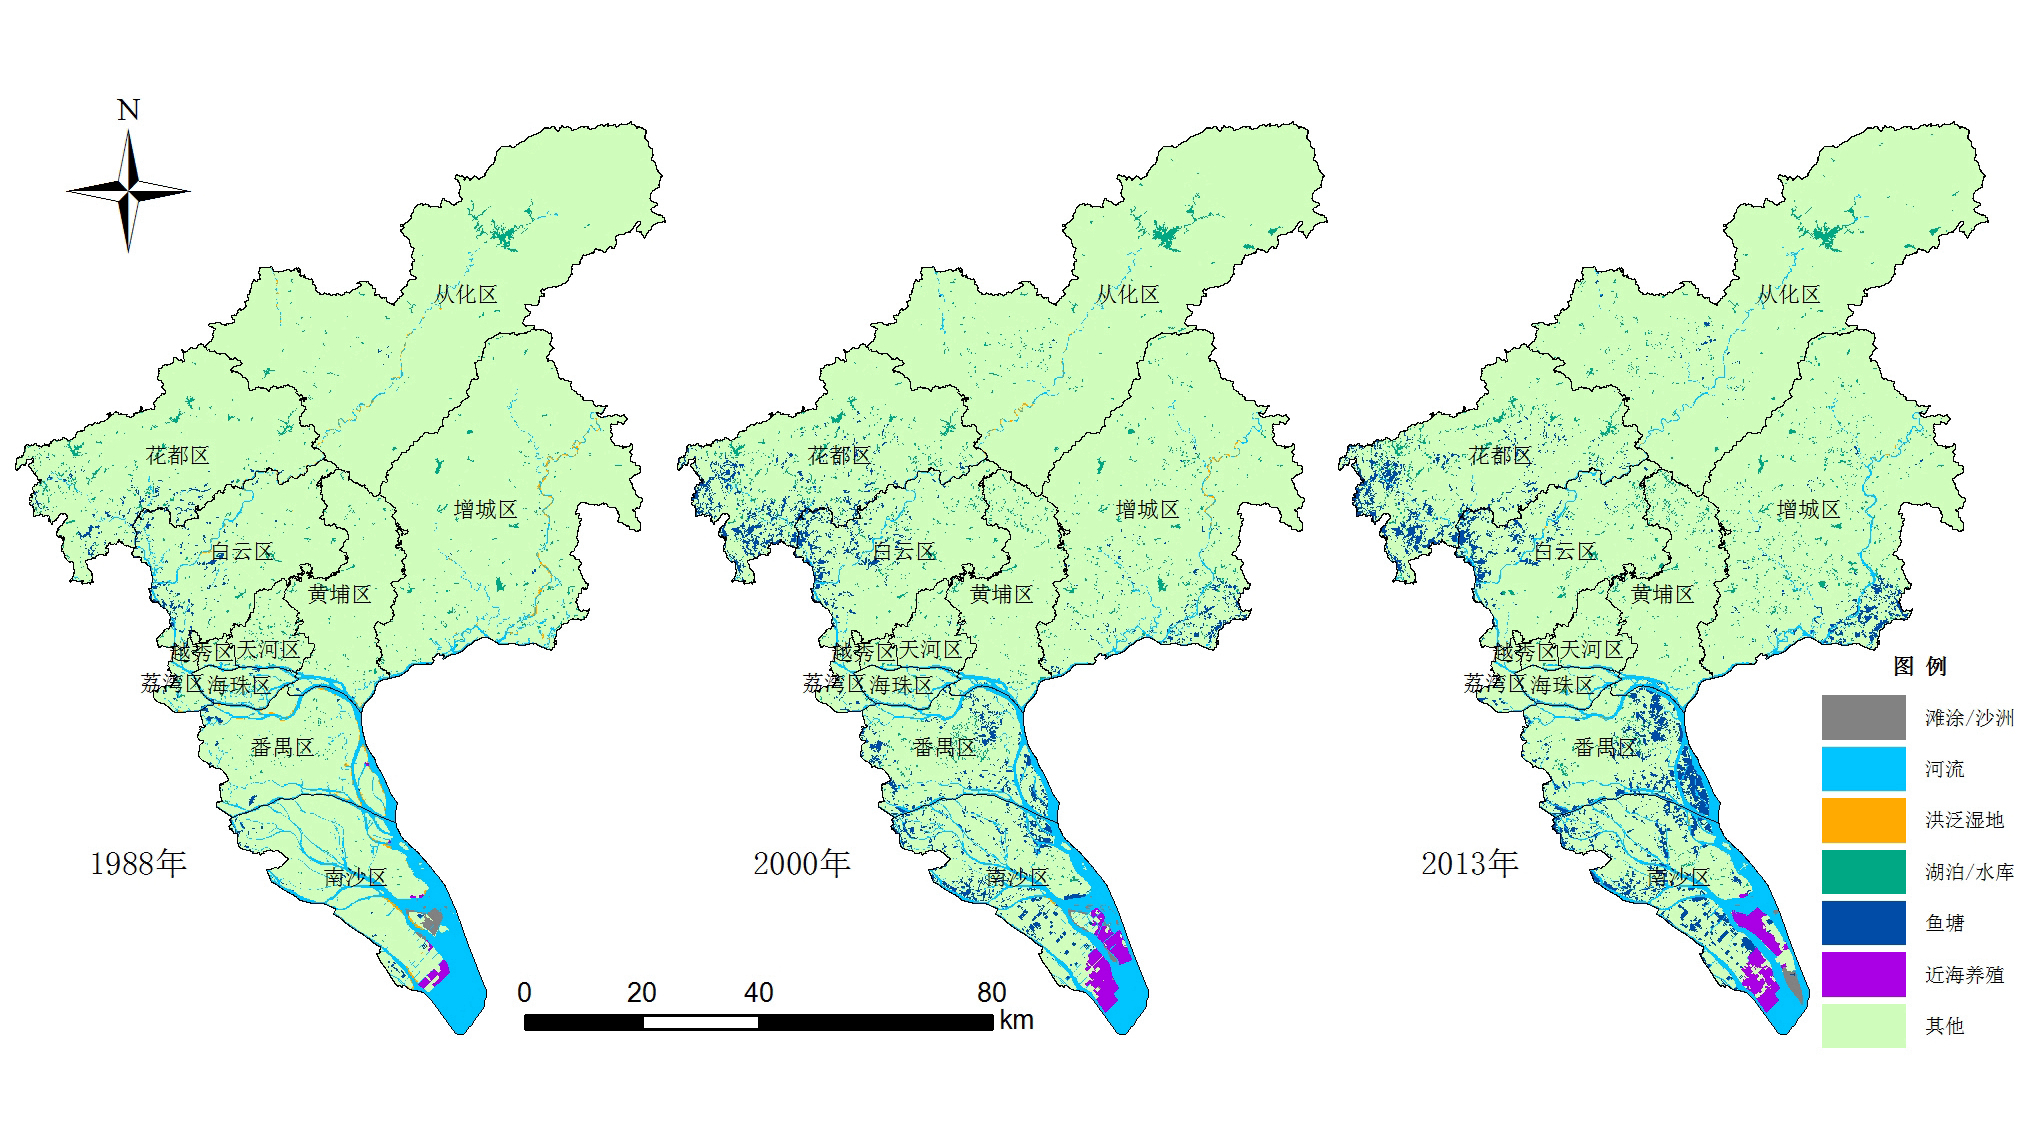 N
从化区
花都区
增城区
白云区
黄埔区
越秀区
天河区
荔湾区
海珠区
番禺区
南沙区
1988年
从化区
花都区
增城区
白云区
黄埔区
越秀区
天河区
荔湾区
海珠区
番禺区
南沙区
2000年
从化区
花都区
增城区
白云区
黄埔区
越秀区
天河区
荔湾区
海珠区
番禺区
南沙区
2013年
0 20 40 80
km
图 例
滩涂/沙洲
河流
洪泛湿地
湖泊/水库
鱼塘
近海养殖
其他